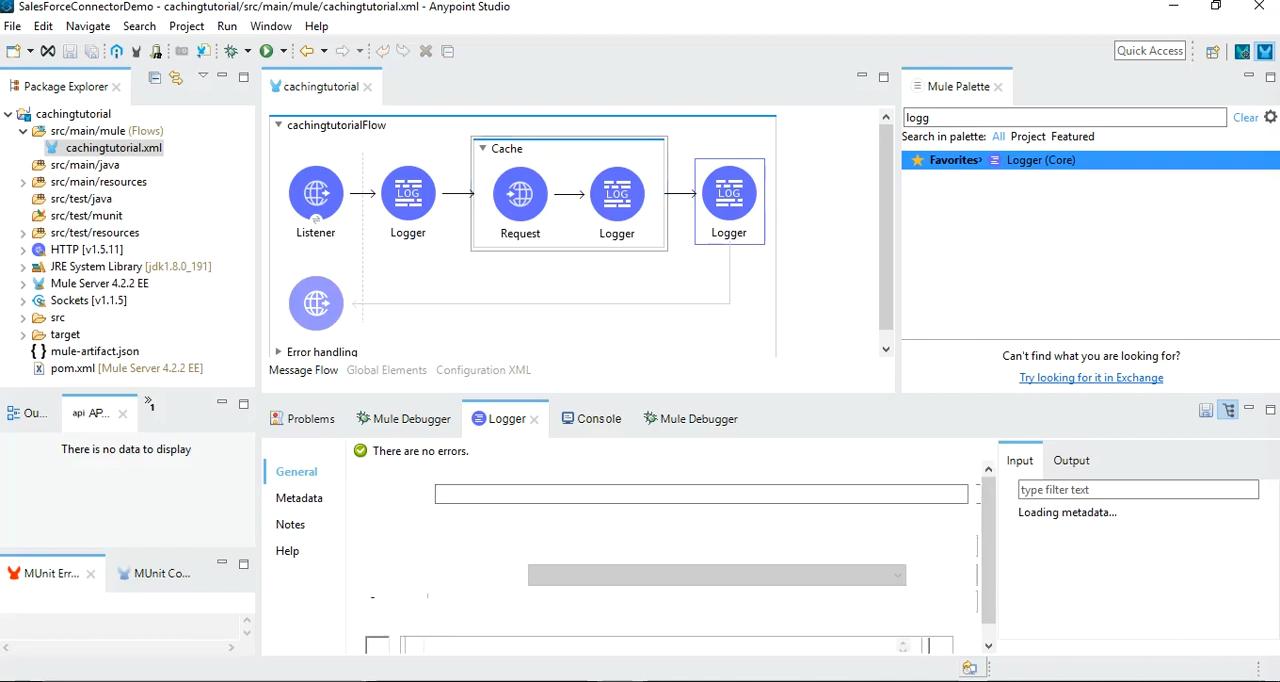 SalesForceConnectorDemo - cachingtutorial/src/main/mule/cachingtutorial.xml - Anypoint Studio
File Edit Navigate Search Project Run Window Help
Quick Access
Package Explorer
cachingtutorial
src/main/mule (Flows)
cachingtutorial.xml
src/main/java
src/main/resources
src/test/java
src/test/munit
src/test/resources
HTTP [v1.5.11]
JRE System Library [jdk1.8.0_191]
Mule Server 4.2.2 EE
Sockets [v1.1.5]
src
target
mule-artifact.json
pom.xml [Mule Server 4.2.2 EE]
cachingtutorial
cachingtutorialFlow
Cache
LOG LOG LOG
Listener Logger Request Logger Logger
Error handling
Message Flow Global Elements Configuration XML
Mule Palette
logg Clear
Search in palette: All Project Featured
Favorites Logger (Core)
Can't find what you are looking for?
Try looking for it in Exchange
Ou... api AP... 1
There is no data to display
MUnit Err... MUnit Co...
Problems Mule Debugger Logger Console Mule Debugger
There are no errors.
General
Metadata
Notes
Help
Input Output
type filter text
Loading metadata...